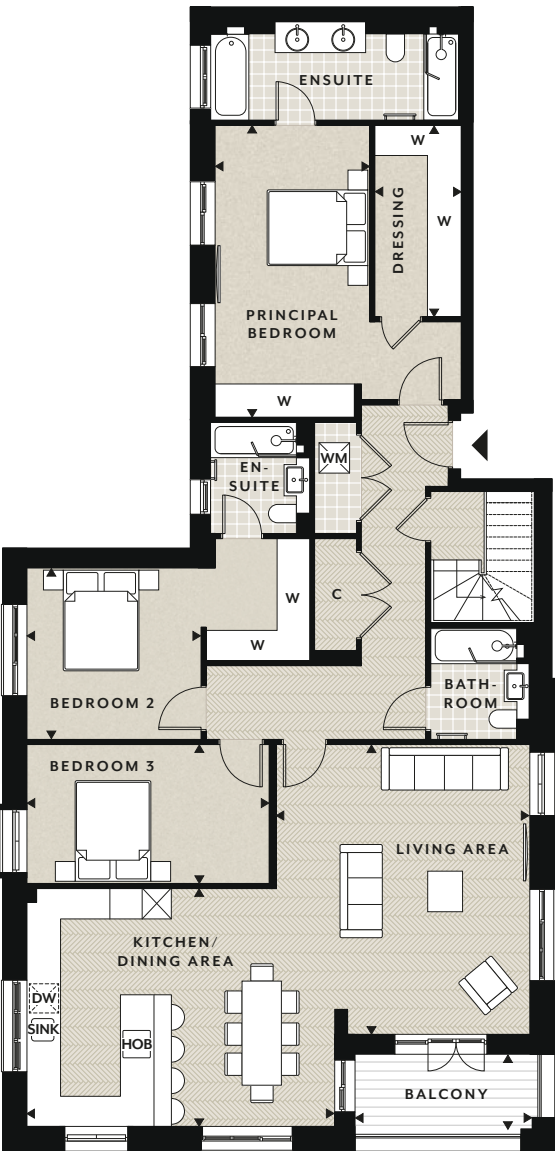 ENSUITE
W
DRESSING
W
PRINCIPAL
BEDROOM
W
EN-
SUITE
WM
C
W
W
BEDROOM 2
BATH-
ROOM
BEDROOM 3
LIVING AREA
KITCHEN/
DINING AREA
DW
SINK
HOB
BALCONY